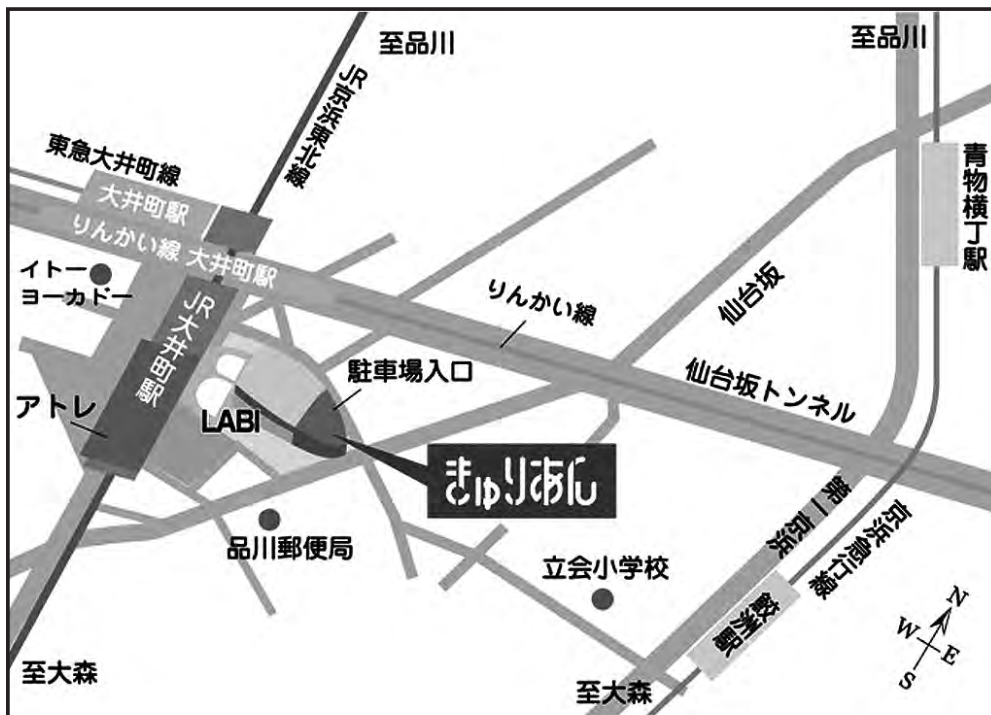 至品川
至品川
JR京浜東北線
東急大井町線
大井町駅
りんかい線 大井町駅
青物横丁駅
イトー
ヨーカドー
JR大井町駅
りんかい線
仙台坂
駐車場入口
仙台坂トンネル
アトレ
LABI
きゅりあん
第一京浜
京浜急行線
品川郵便局
立会小学校
鮫洲駅
N
W
E
S
至大森
至大森